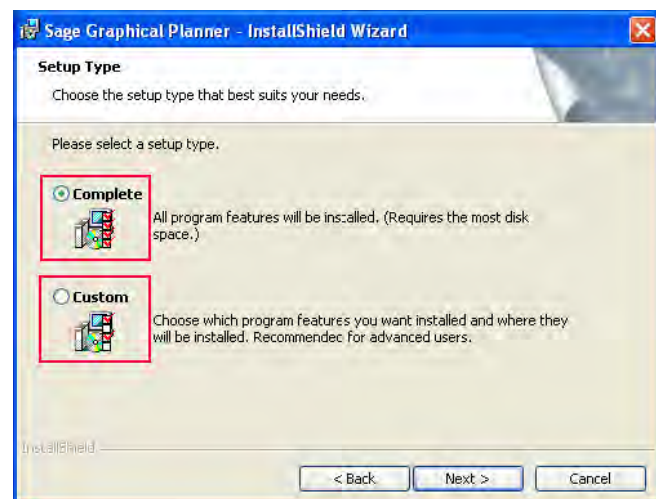 Sage Graphical Planner - InstallShield Wizard
Setup Type
Choose the setup type that best suits your needs.
Please select a setup type.
Complete
All program features will be installed. (Requires the most disk
space.)
Custom
Choose which program features you want installed and where they
will be installed. Recommended for advanced users.
InstallShield
< Back
Next >
Cancel